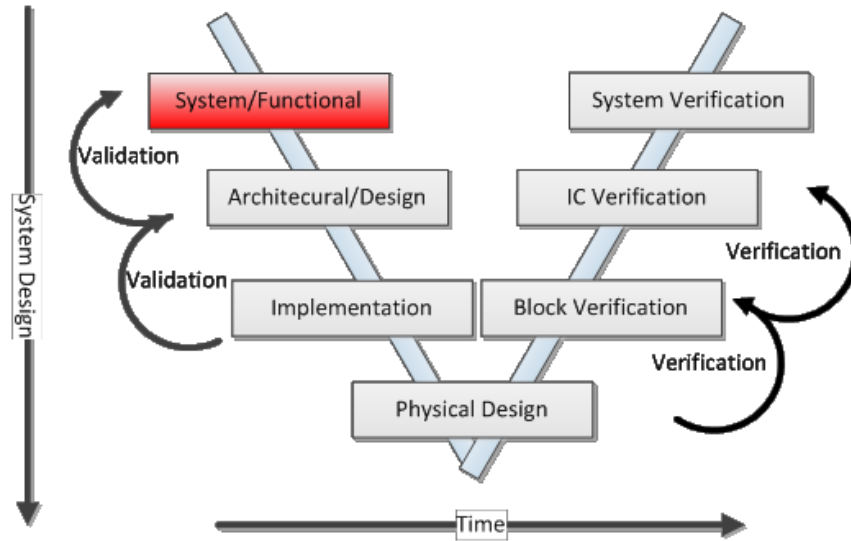 System/Functional
System Verification
Validation
Architecural/Design
IC Verification
Verification
Validation
System Design
Implementation
Block Verification
Verification
Physical Design
Time